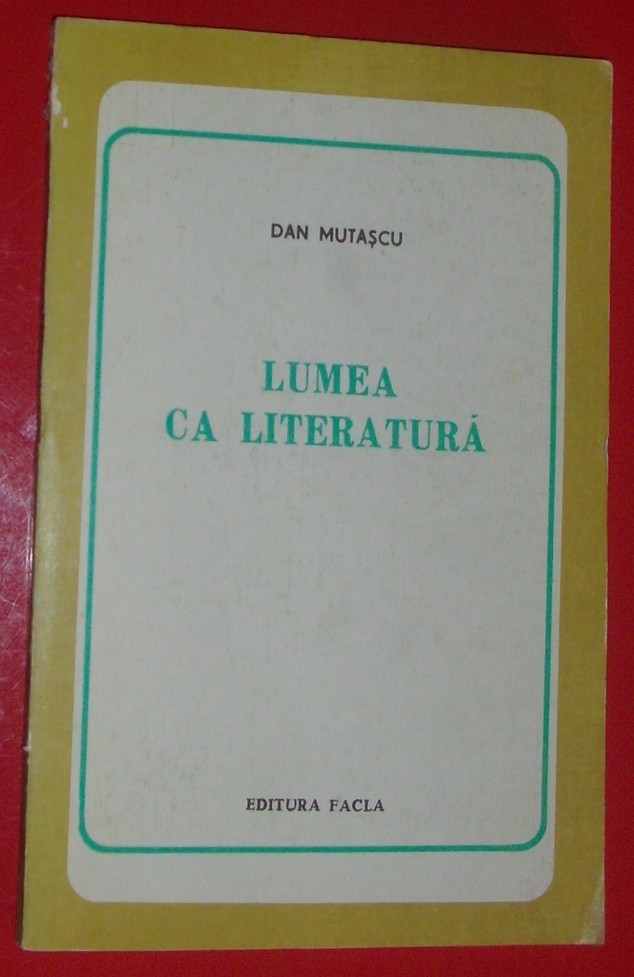 DAN MUTAȘCU
LUMEA
CA LITERATURĂ
EDITURA FACLA